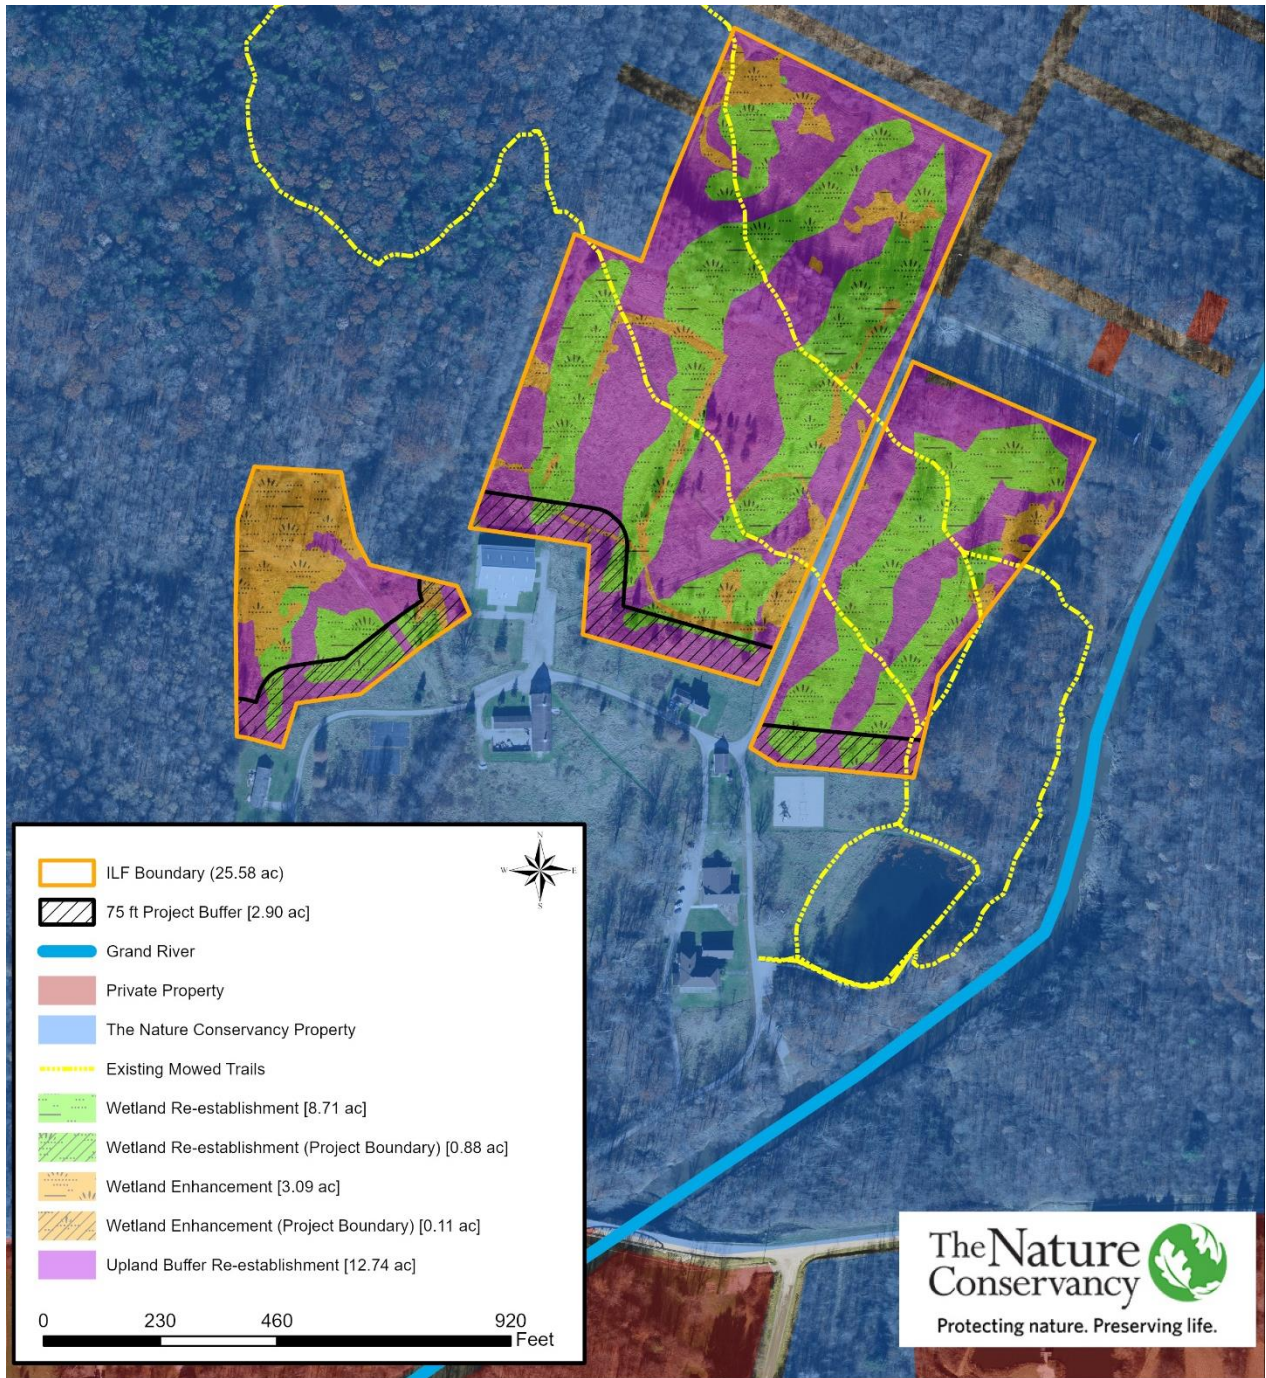 N
W E
S
ILF Boundary (25.58 ac)
75 ft Project Buffer [2.90 ac]
Grand River
Private Property
The Nature Conservancy Property
Existing Mowed Trails
Wetland Re-establishment [8.71 ac]
Wetland Re-establishment (Project Boundary) [0.88 ac]
Wetland Enhancement [3.09 ac]
Wetland Enhancement (Project Boundary) [0.11 ac]
Upland Buffer Re-establishment [12.74 ac]
0 230 460 920
Feet
The Nature
Conservancy
Protecting nature. Preserving life.